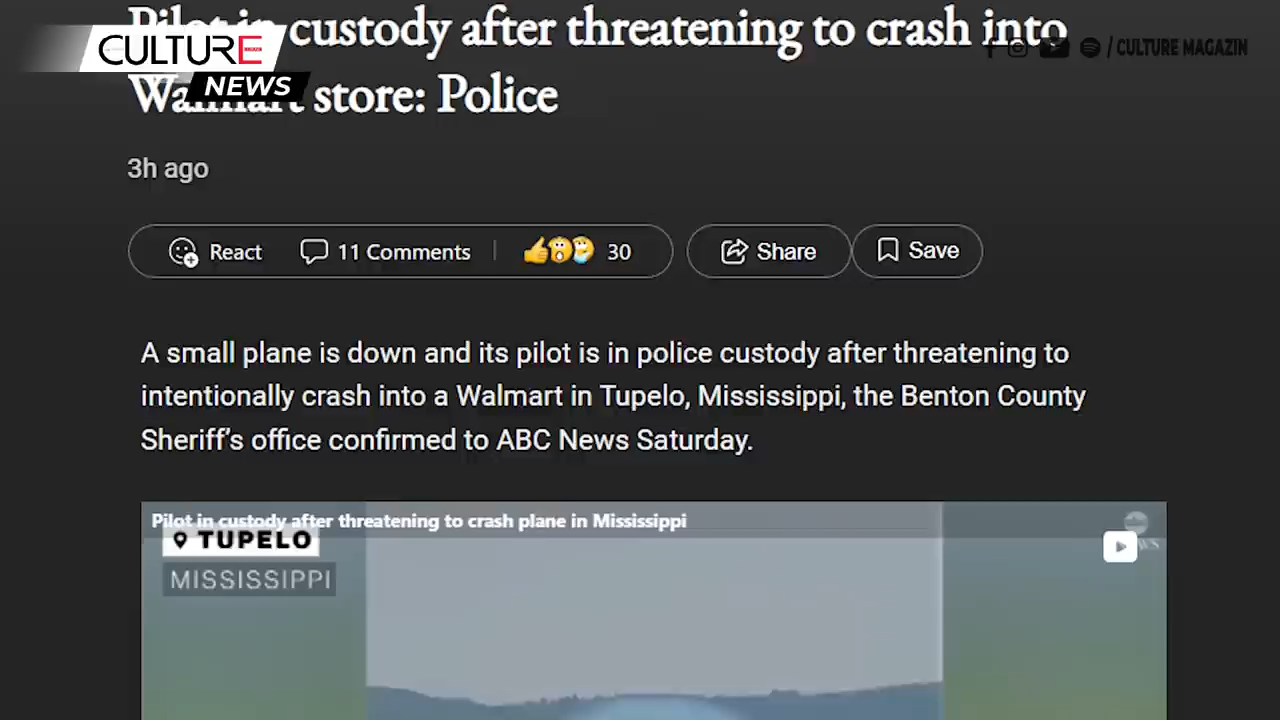 Pilot in custody after threatening to crash into
CULTURE
/ CULTURE MAGAZIN
NEWS
Walmart store: Police
3h ago
React 11 Comments 30 Share Save
A small plane is down and its pilot is in police custody after threatening to
intentionally crash into a Walmart in Tupelo, Mississippi, the Benton County
Sheriff's office confirmed to ABC News Saturday.
Pilot in custody after threatening to crash plane in Mississippi
TUPELO
MISSISSIPPI